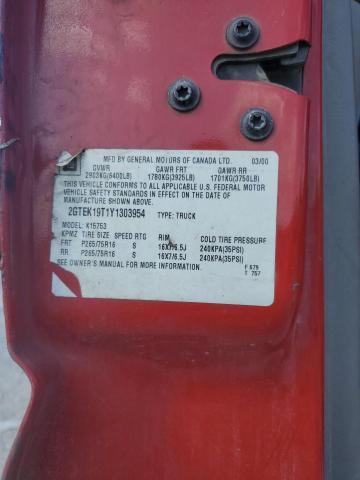 MFD BY GENERAL MOTORS OF CANADA LTD. 03/00
GVWR GAWR FRT GAWR RR
2903KG(6400LB) 1780KG(3925LB) 1701KG(3750LB)
THIS VEHICLE CONFORMS TO ALL APPLICABLE U.S. FEDERAL MOTOR
VEHICLE SAFETY STANDARDS IN EFFECT ON THE DATE OF
MANUFACTURE SHOWN ABOVE.
2GTEK19T1Y1303954 TYPE: TRUCK
MODEL: K15753
KPMZ TIRE SIZE SPEED RTG RIM COLD TIRE PRESSURE
FRT P265/75R16 S 16X7/6.5J 240KPA(35PSI)
RR P265/75R16 S 16X7/6.5J 240KPA(35PSI)
SEE OWNER'S MANUAL FOR MORE INFORMATION.
F 679
T 757